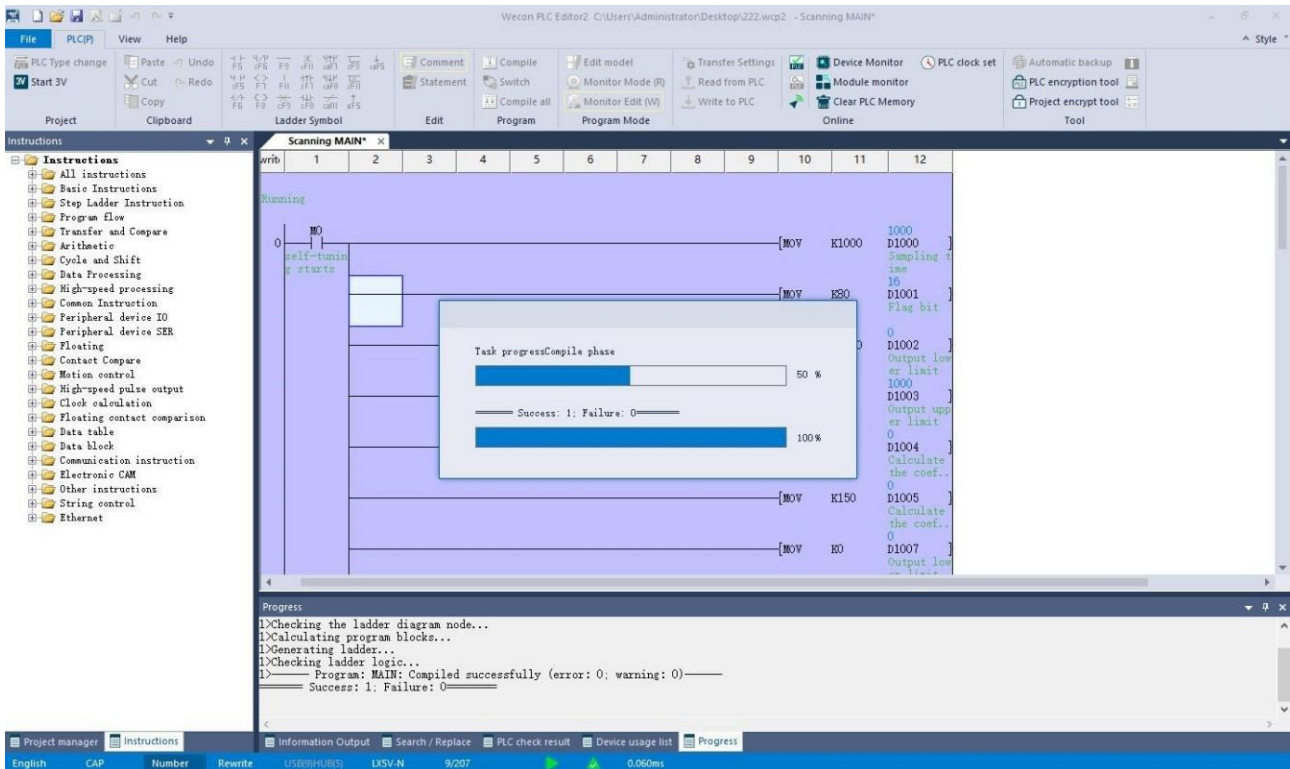 Wecon PLC Editor2 C:\Users\Administrator\Desktop\222.wcp2 - Scanning MAIN*
File PLC(P) View Help
Style
PLC Type change Paste Undo Comment Compile Edit model Transfer Settings Device Monitor PLC clock set Automatic backup
Start 3V Cut Redo Statement Switch Monitor Mode (R) Read from PLC Module monitor PLC encryption tool
Copy Compile all Monitor Edit (W) Write to PLC Clear PLC Memory Project encrypt tool
Project Clipboard Ladder Symbol Edit Program Program Mode Online Tool
Instructions
Instructions
All instructions
Basic Instructions
Step Ladder Instruction
Program flow
Transfer and Compare
Arithmetic
Cycle and Shift
Data Processing
High-speed processing
Common Instruction
Peripheral device IO
Peripheral device SER
Floating
Contact Compare
Motion control
High-speed pulse output
Clock calculation
Floating contact comparison
Data table
Data block
Communication instruction
Electronic CAM
Other instructions
String control
Ethernet
Scanning MAIN*
write 1 2 3 4 5 6 7 8 9 10 11 12
Running
0 M0
self-tunin
g starts
1000
[MOV K1000 D1000 ]
Sampling t
ime
16
[MOV K80 D1001 ]
Flag bit
0
D1002 ]
Output low
er limit
1000
D1003 ]
Output upp
er limit
0
D1004 ]
Calculate
the coef..
0
[MOV K150 D1005 ]
Calculate
the coef..
0
[MOV K0 D1007 ]
Output low
Task progressCompile phase
50 %
Success: 1; Failure: 0
100 %
Progress
1>Checking the ladder diagram node...
1>Calculating program blocks...
1>Generating ladder...
1>Checking ladder logic...
1>—— Program: MAIN: Compiled successfully (error: 0; warning: 0)——
Success: 1; Failure: 0
Project manager Instructions Information Output Search / Replace PLC check result Device usage list Progress
English CAP Number Rewrite USB(9)HUB(5) LX5V-N 9/207 0.060ms